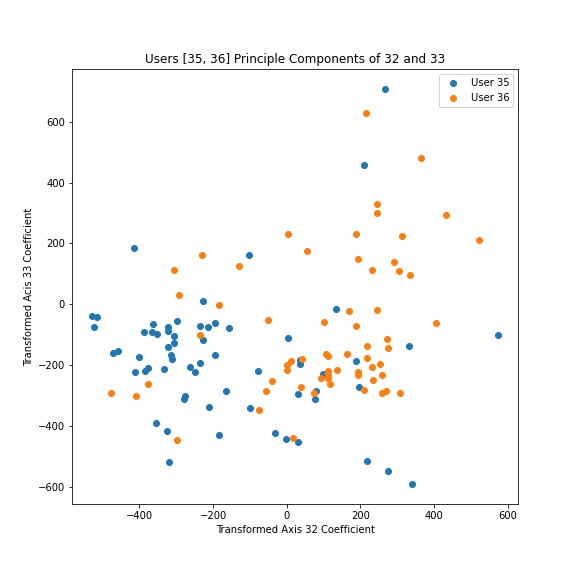 Users [35, 36] Principle Components of 32 and 33
User 35
User 36
Transformed Acis 33 Coefficient
600
400
200
0
−200
−400
−600
−400
−200
0
200
400
600
Transformed Axis 32 Coefficient